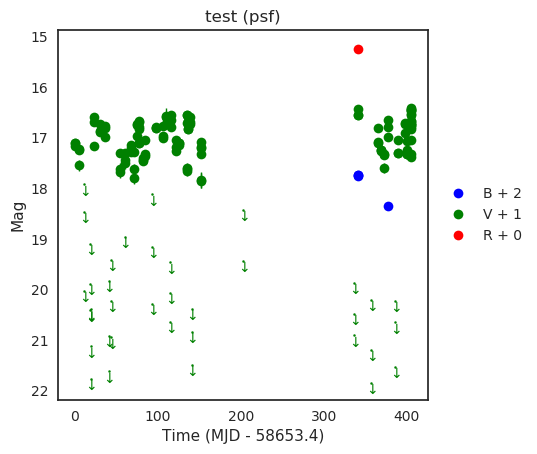 test (psf)
15
16
17
18
19
20
21
22
Mag
0
100
200
300
400
Time (MJD - 58653.4)
B + 2
V + 1
R + 0